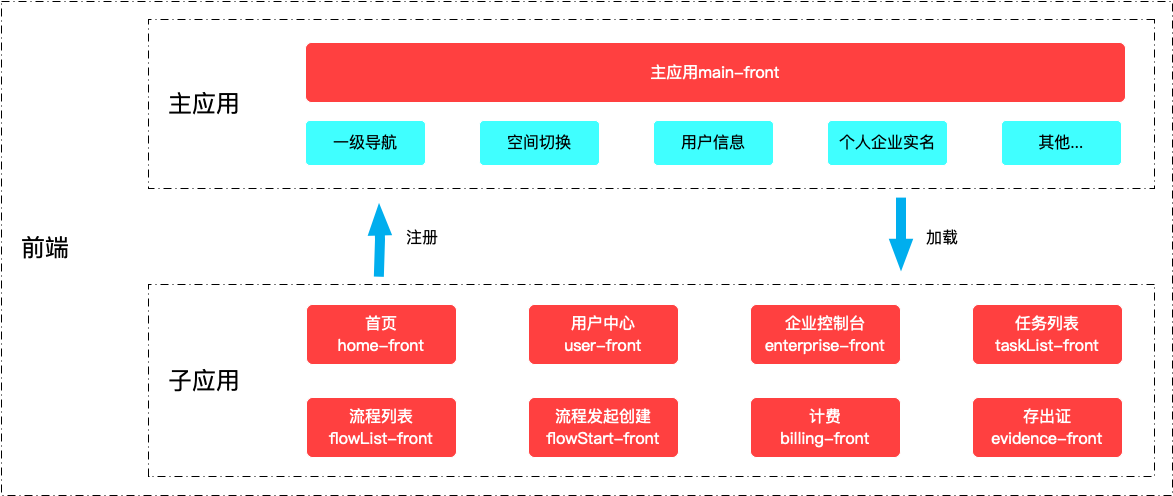 前端
主应用
主应用main-front
一级导航
空间切换
用户信息
个人企业实名
其他...
注册
加载
子应用
首页
home-front
用户中心
user-front
企业控制台
enterprise-front
任务列表
taskList-front
流程列表
flowList-front
流程发起创建
flowStart-front
计费
billing-front
存出证
evidence-front